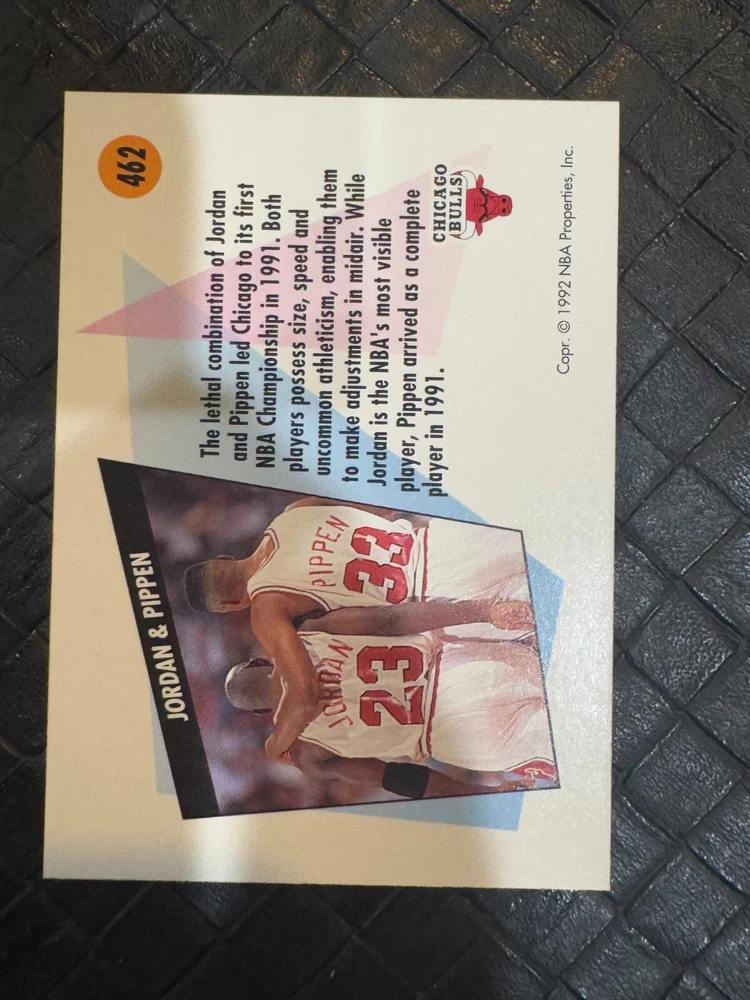 462
JORDAN & PIPPEN
PIPPEN
33
JORDAN
23
The lethal combination of Jordan
and Pippen led Chicago to its first
NBA Championship in 1991. Both
players possess size, speed and
uncommon athleticism, enabling them
to make adjustments in midair. While
Jordan is the NBA's most visible
player, Pippen arrived as a complete
player in 1991.
CHICAGO
BULLS
Copr. © 1992 NBA Properties, Inc.